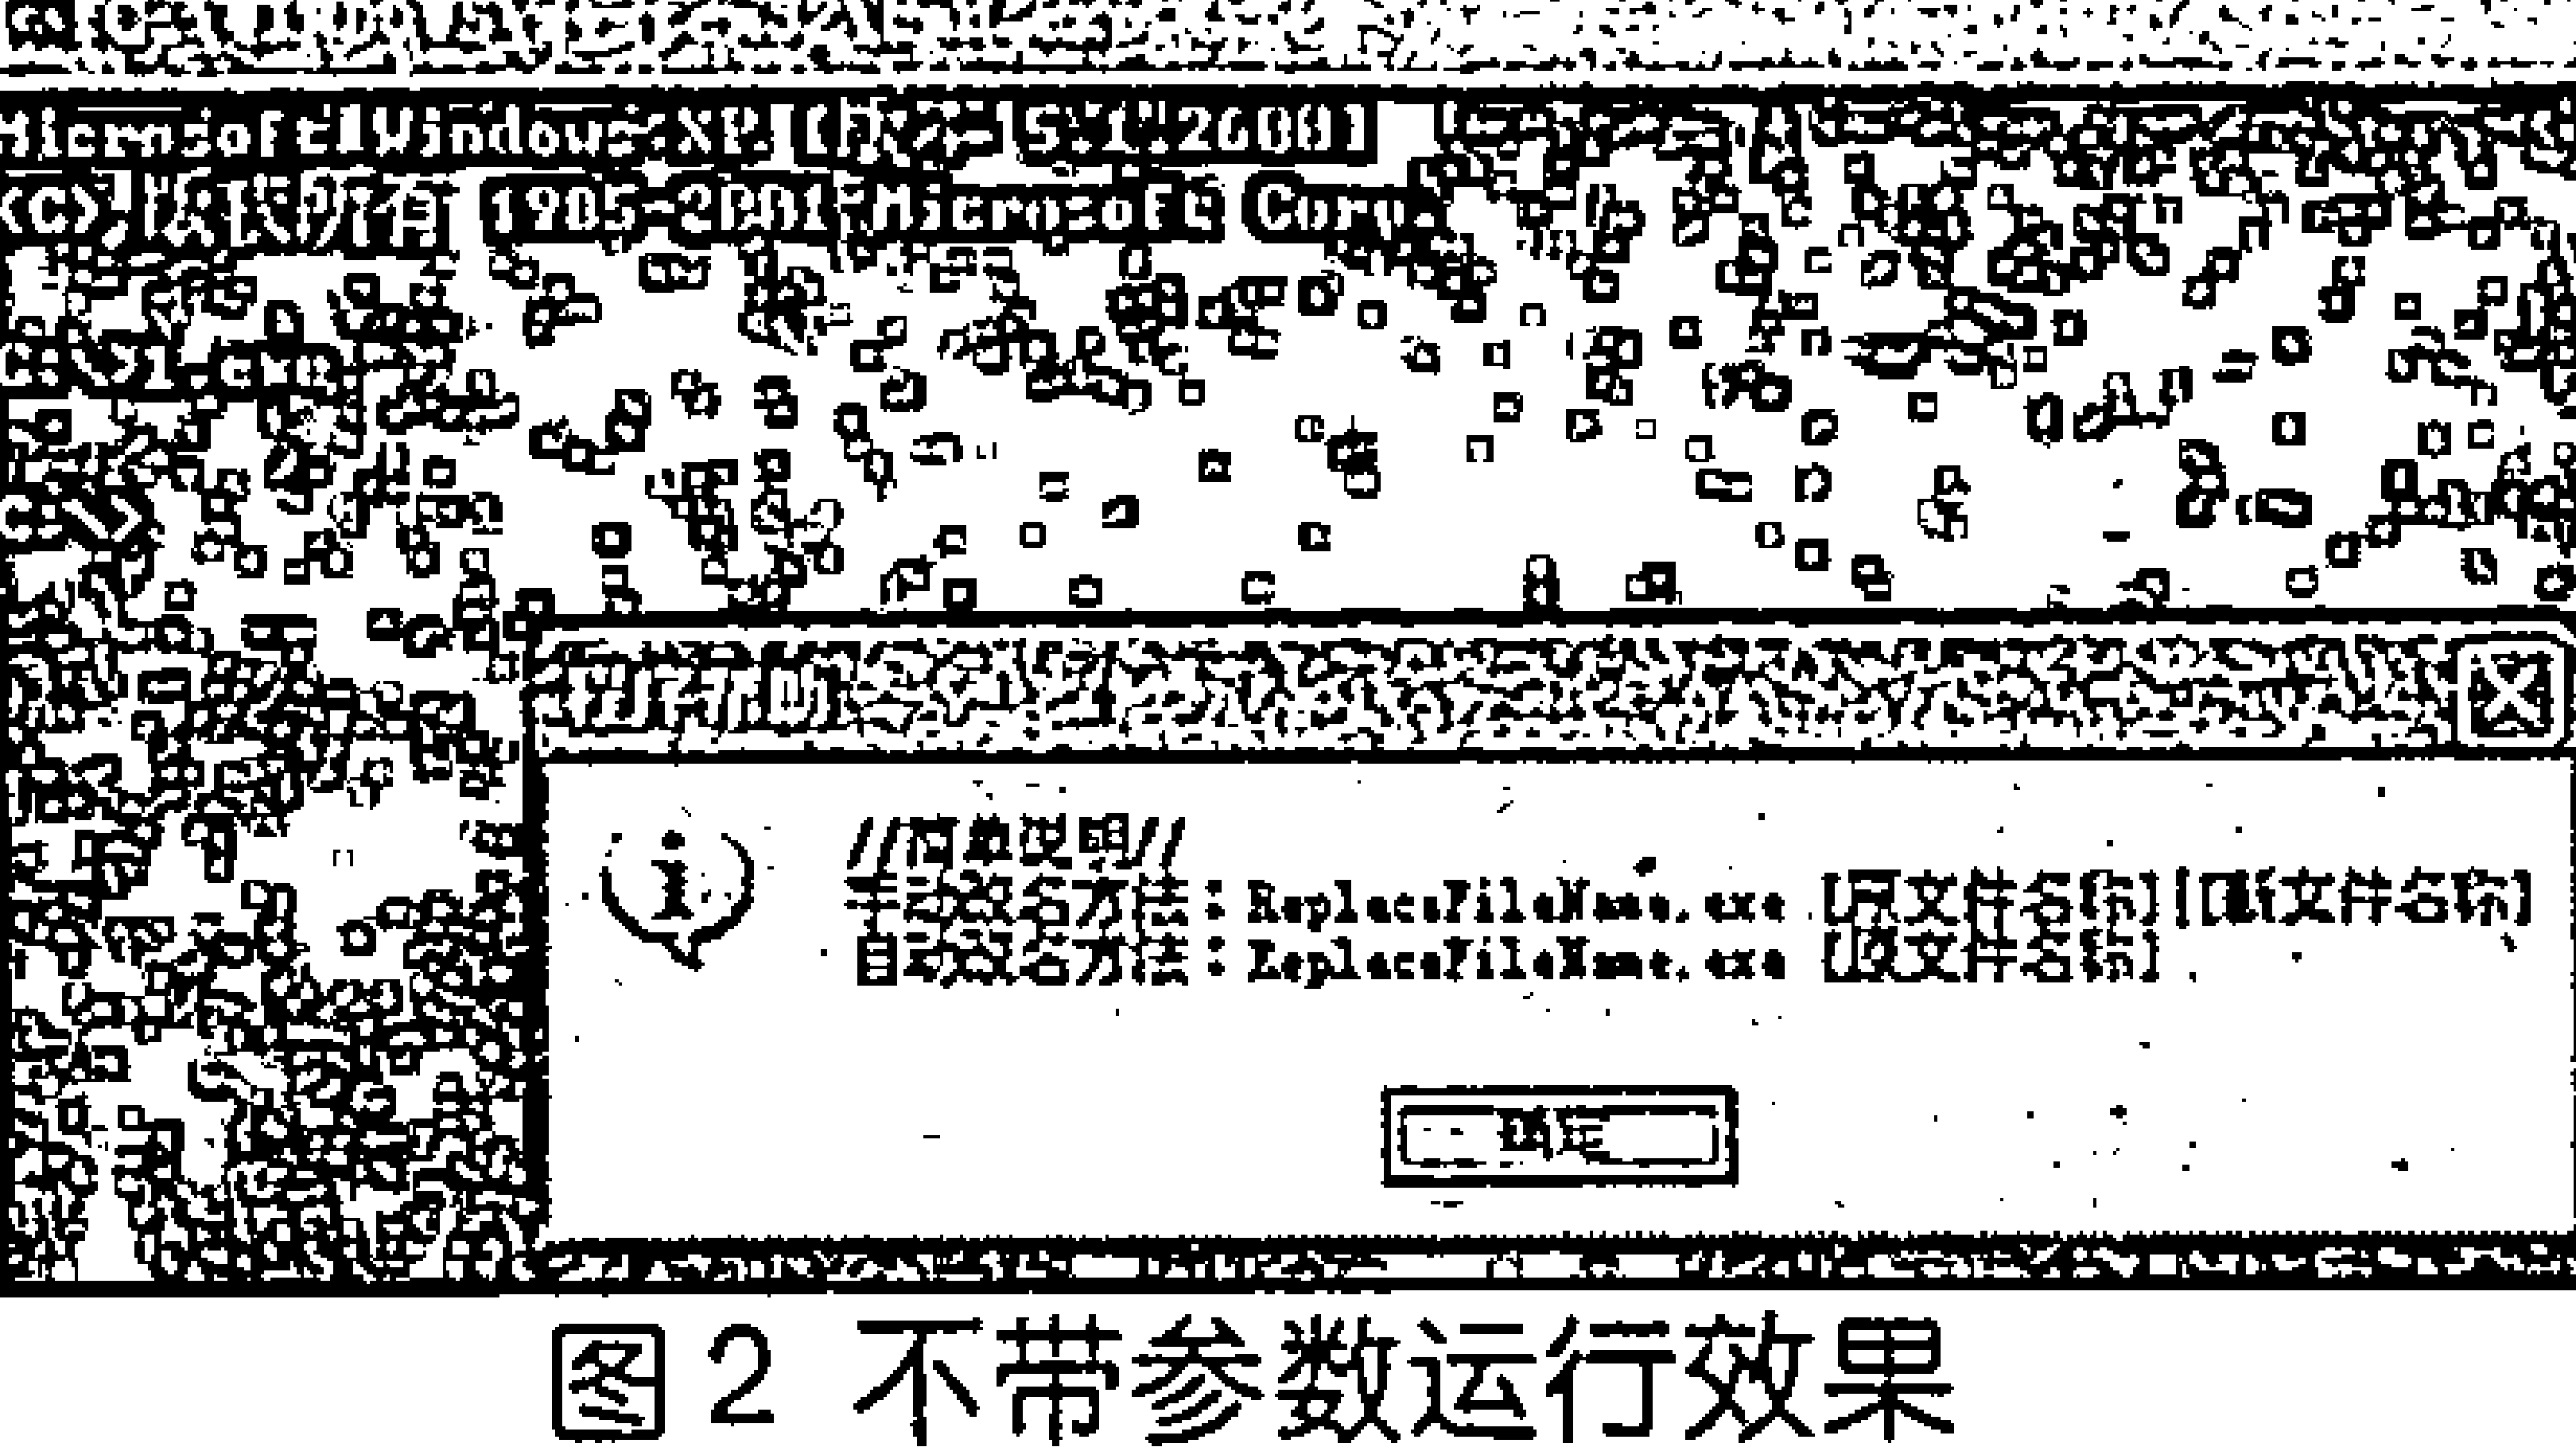 Microsoft Windows XP [版本 5.1.2600]
(C) 版权所有 1985-2001 Microsoft Corp.
//简单说明//
手动改名方法：ReplaceFileName.exe [原文件名称] [新文件名称]
自动改名方法：ReplaceFileName.exe [原文件名称]
确定
图 2 不带参数运行效果